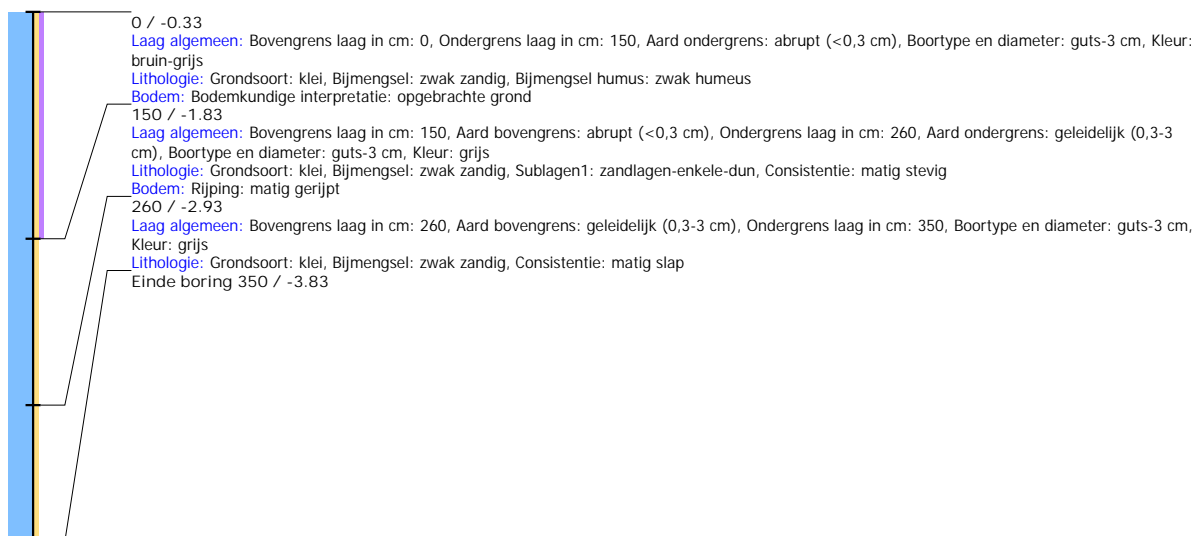 0 / -0.33
Laag algemeen: Bovengrens laag in cm: 0, Ondergrens laag in cm: 150, Aard ondergrens: abrupt (<0,3 cm), Boortype en diameter: guts-3 cm, Kleur:
bruin-grijs
Lithologie: Grondsoort: klei, Bijmengsel: zwak zandig, Bijmengsel humus: zwak humeus
Bodem: Bodemkundige interpretatie: opgebrachte grond
150 / -1.83
Laag algemeen: Bovengrens laag in cm: 150, Aard bovengrens: abrupt (<0,3 cm), Ondergrens laag in cm: 260, Aard ondergrens: geleidelijk (0,3-3
cm), Boortype en diameter: guts-3 cm, Kleur: grijs
Lithologie: Grondsoort: klei, Bijmengsel: zwak zandig, Sublagen1: zandlagen-enkele-dun, Consistentie: matig stevig
Bodem: Rijping: matig gerijpt
260 / -2.93
Laag algemeen: Bovengrens laag in cm: 260, Aard bovengrens: geleidelijk (0,3-3 cm), Ondergrens laag in cm: 350, Boortype en diameter: guts-3 cm,
Kleur: grijs
Lithologie: Grondsoort: klei, Bijmengsel: zwak zandig, Consistentie: matig slap
Einde boring 350 / -3.83